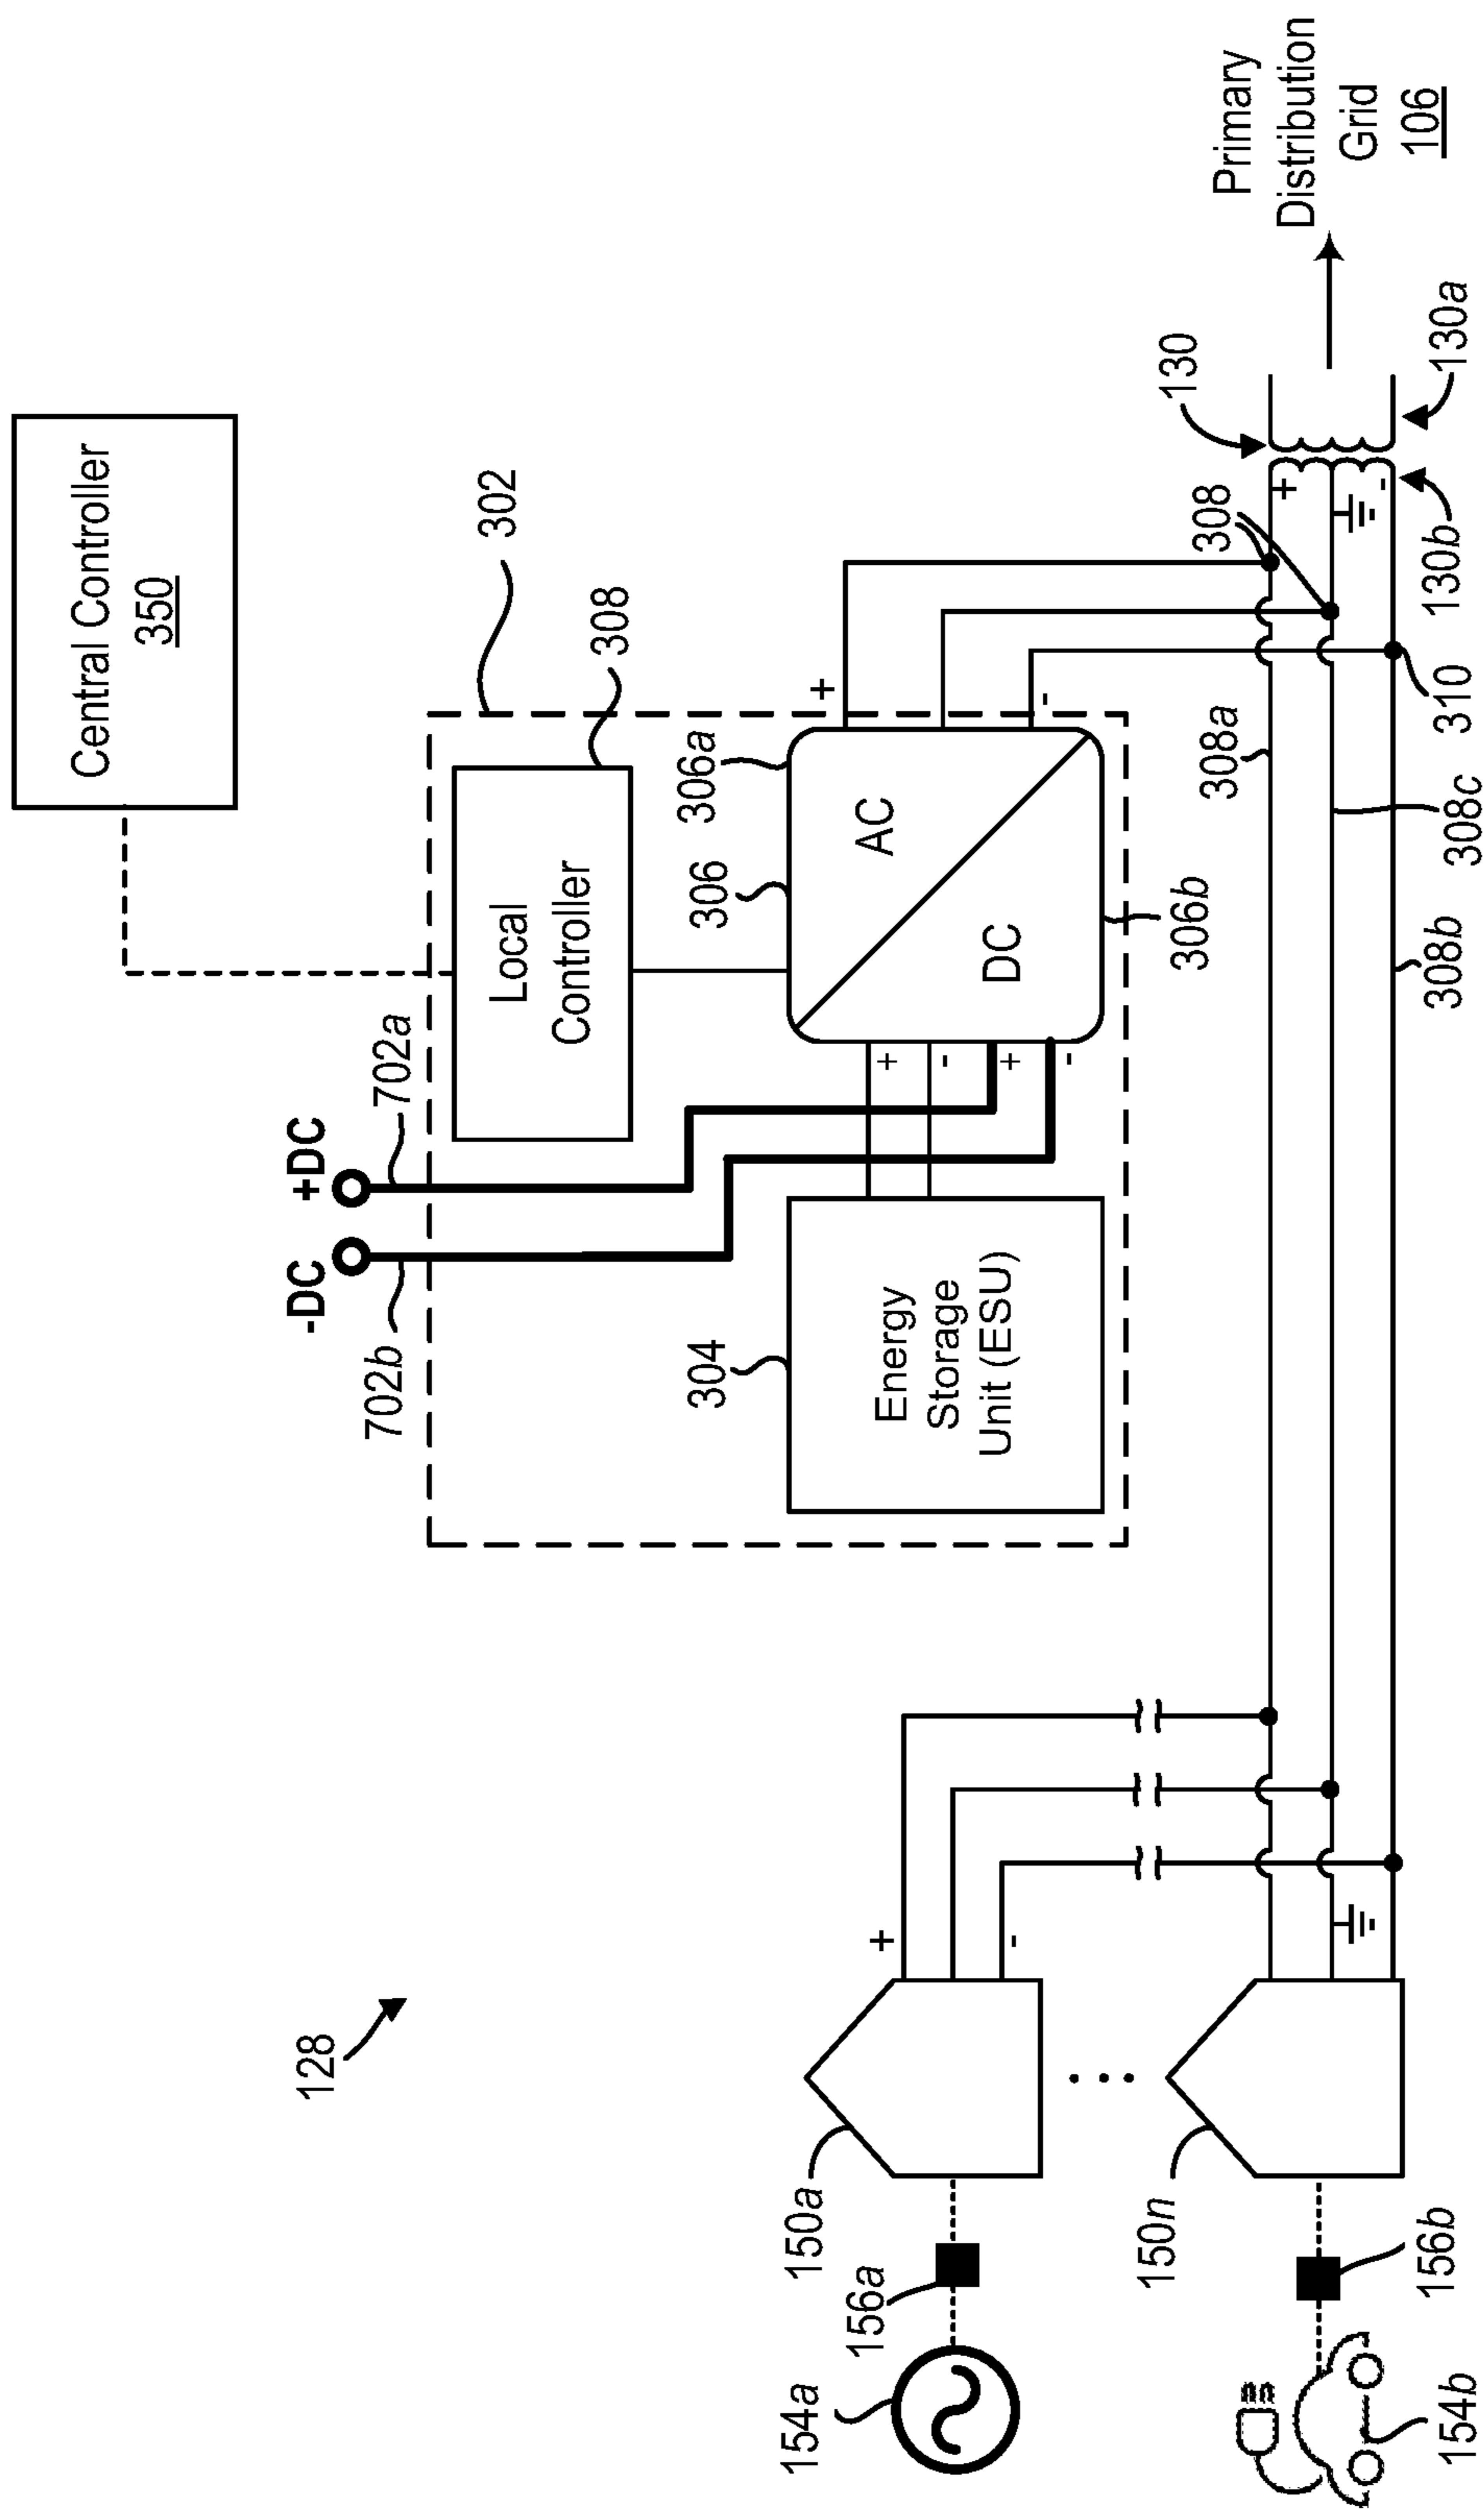 Central Controller
350
128
-DC
+DC
702b
702a
302
308
Local
Controller
304
306
306a
Energy
Storage
Unit (ESU)
+
-
+
-
AC
DC
+
-
306b
154a
156a
150a
+
-
154b
156b
150n
308a
308b
308c
310
308
130
+
-
130b
130a
Primary
Distribution
Grid
106